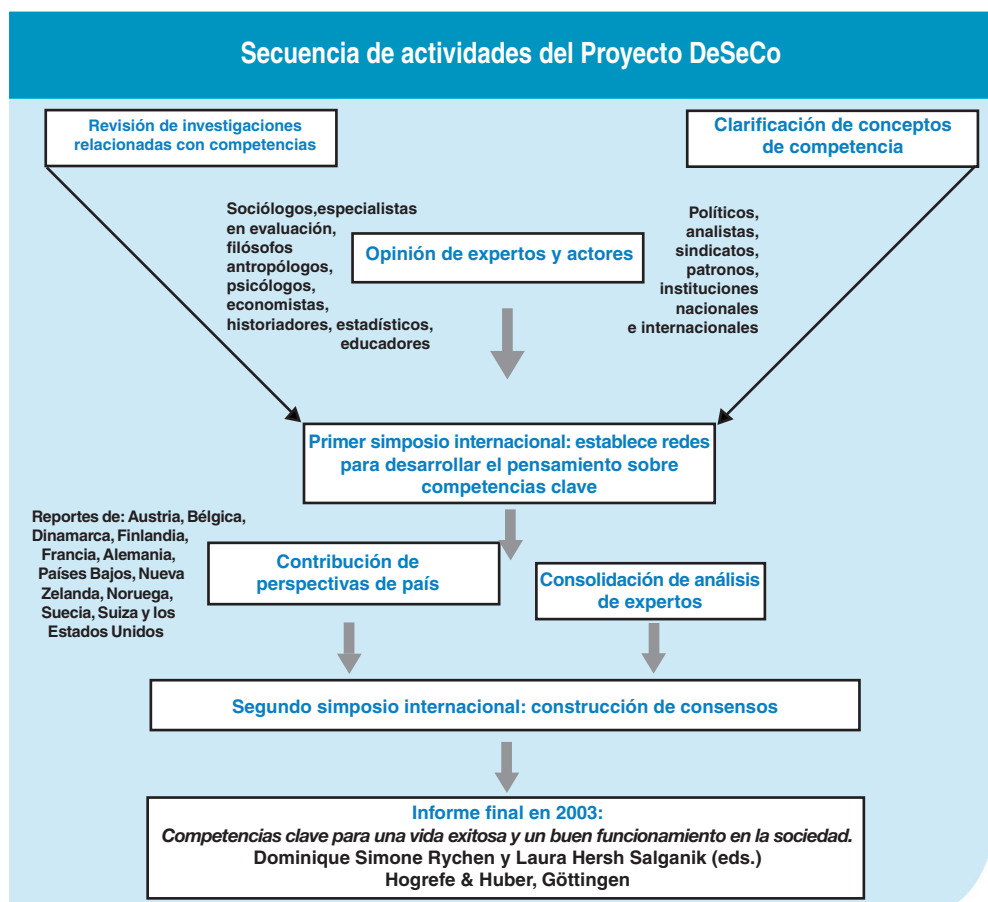 Secuencia de actividades del Proyecto DeSeCo
Revisión de investigaciones
relacionadas con competencias
Clarificación de conceptos
de competencia
Sociólogos,especialistas
en evaluación,
filósofos
antropólogos,
psicólogos,
economistas,
historiadores, estadísticos,
educadores
Opinión de expertos y actores
Políticos,
analistas,
sindicatos,
patronos,
instituciones
nacionales
e internacionales
Primer simposio internacional: establece redes
para desarrollar el pensamiento sobre
competencias clave
Reportes de: Austria, Bélgica,
Dinamarca, Finlandia,
Francia, Alemania,
Países Bajos, Nueva
Zelanda, Noruega,
Suecia, Suiza y los
Estados Unidos
Contribución de
perspectivas de país
Consolidación de análisis
de expertos
Segundo simposio internacional: construcción de consensos
Informe final en 2003:
Competencias clave para una vida exitosa y un buen funcionamiento en la sociedad.
Dominique Simone Rychen y Laura Hersh Salganik (eds.)
Hogrefe & Huber, Göttingen